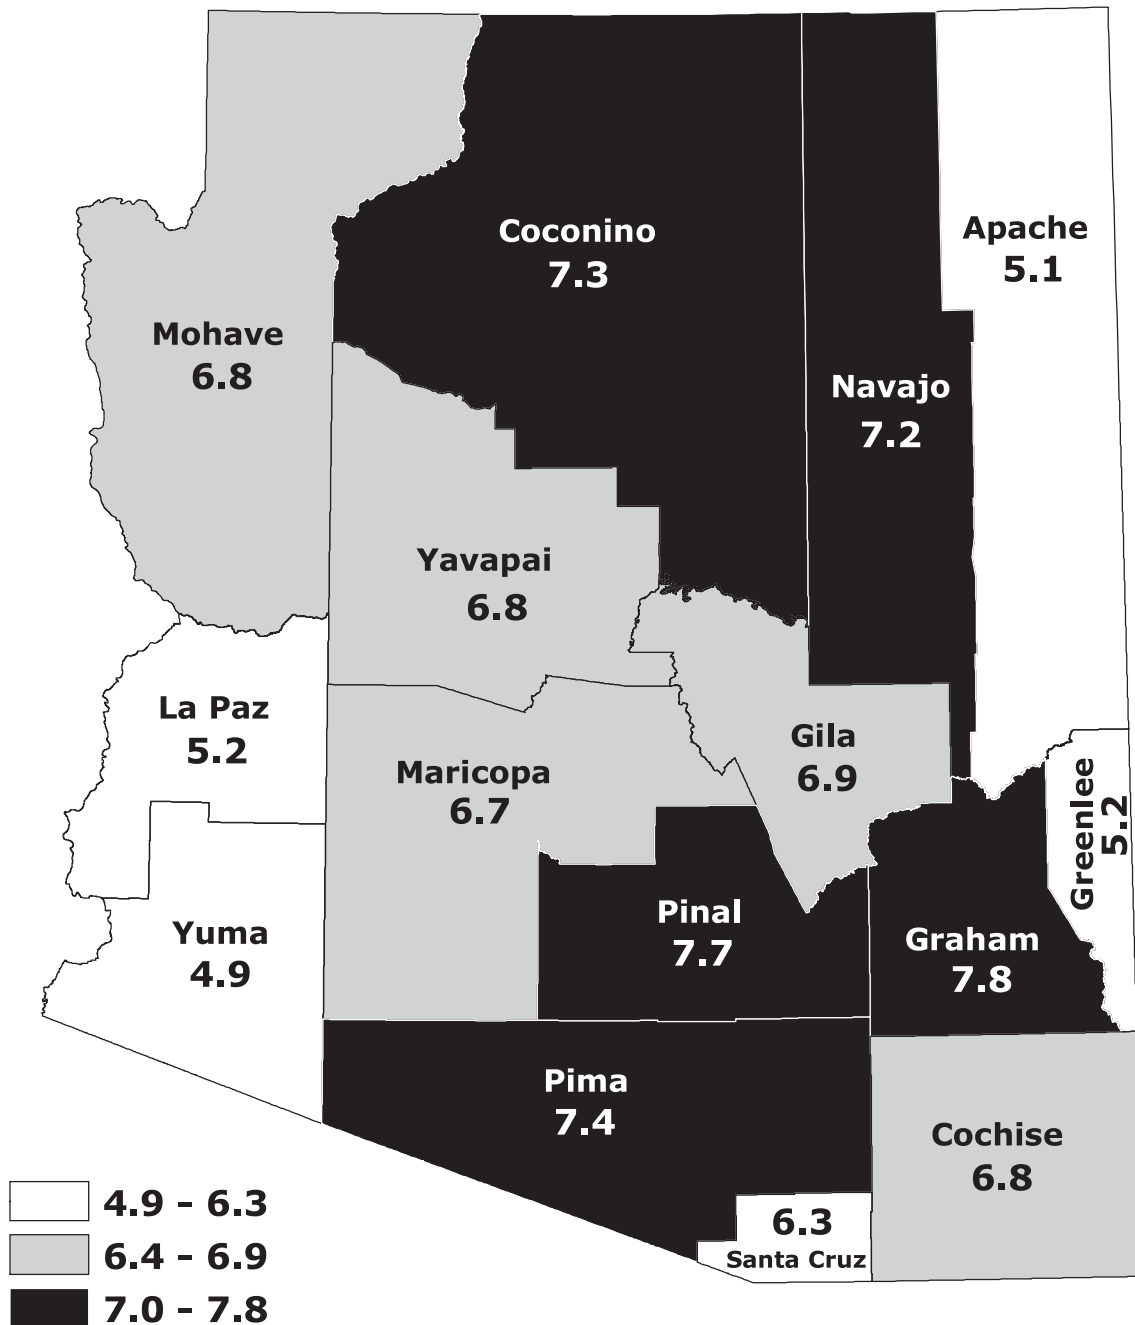 Coconino
7.3
Apache
5.1
Mohave
6.8
Navajo
7.2
Yavapai
6.8
La Paz
5.2
Maricopa
6.7
Gila
6.9
Greenlee
5.2
Yuma
4.9
Pinal
7.7
Graham
7.8
Pima
7.4
Cochise
6.8
6.3
Santa Cruz
4.9 - 6.3
6.4 - 6.9
7.0 - 7.8